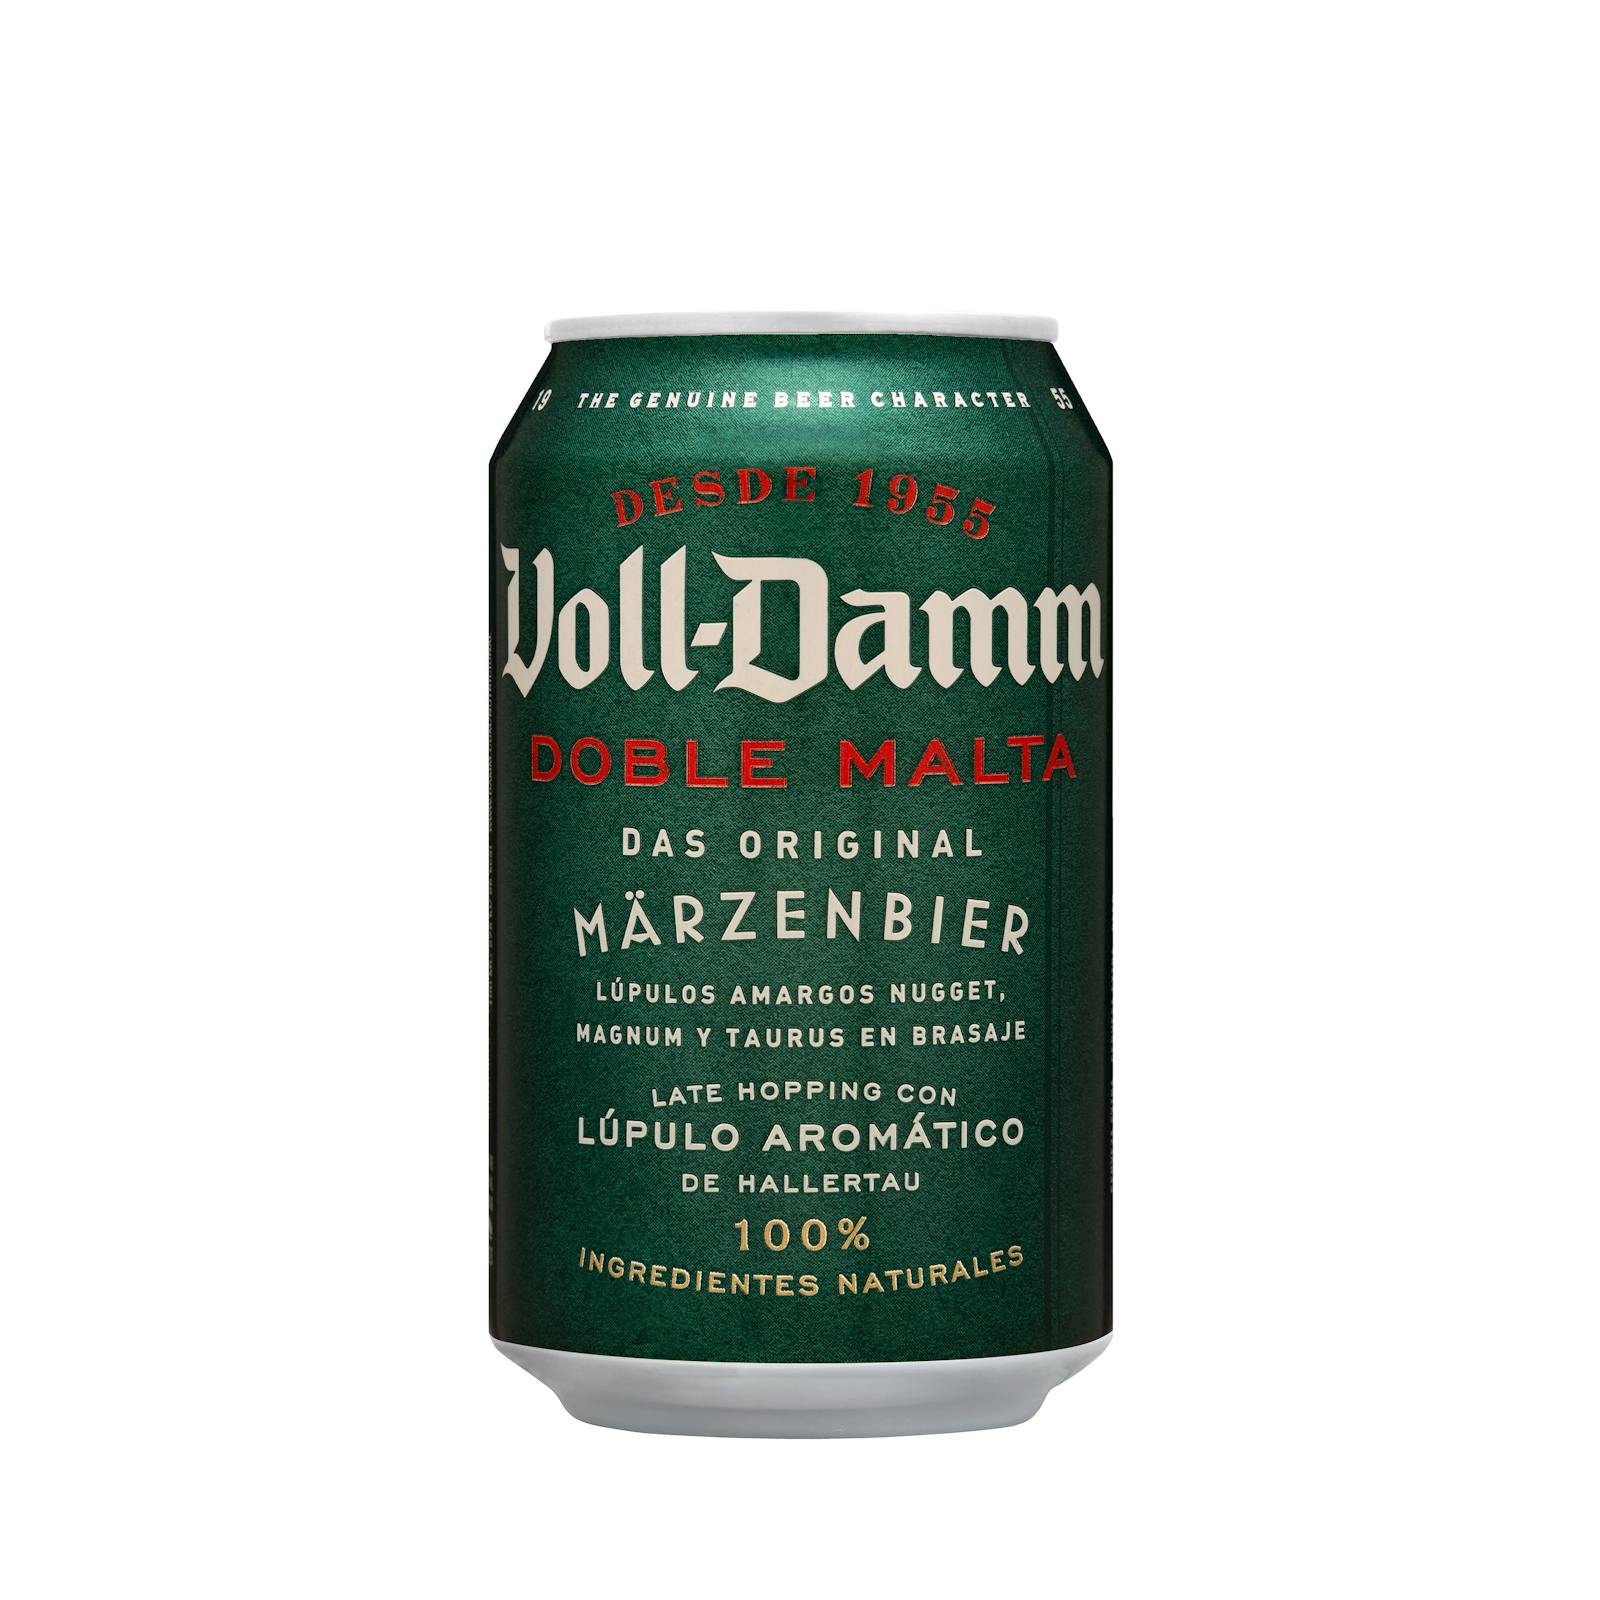 19 THE GENUINE BEER CHARACTER 55
DESDE 1955
Voll-Damm
DOBLE MALTA
DAS ORIGINAL
MÄRZENBIER
LÚPULOS AMARGOS NUGGET,
MAGNUM Y TAURUS EN BRASAJE
LATE HOPPING CON
LÚPULO AROMÁTICO
DE HALLERTAU
100%
INGREDIENTES NATURALES